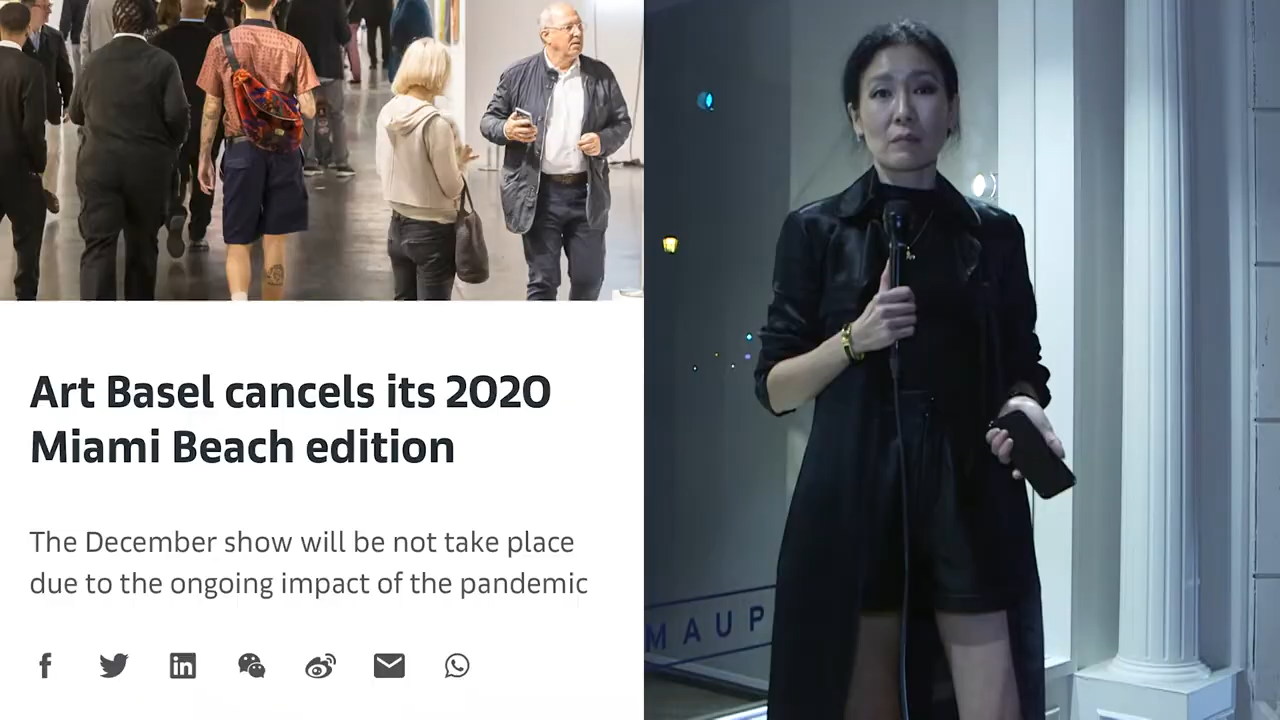 Art Basel cancels its 2020
Miami Beach edition
The December show will be not take place
due to the ongoing impact of the pandemic
MAUP